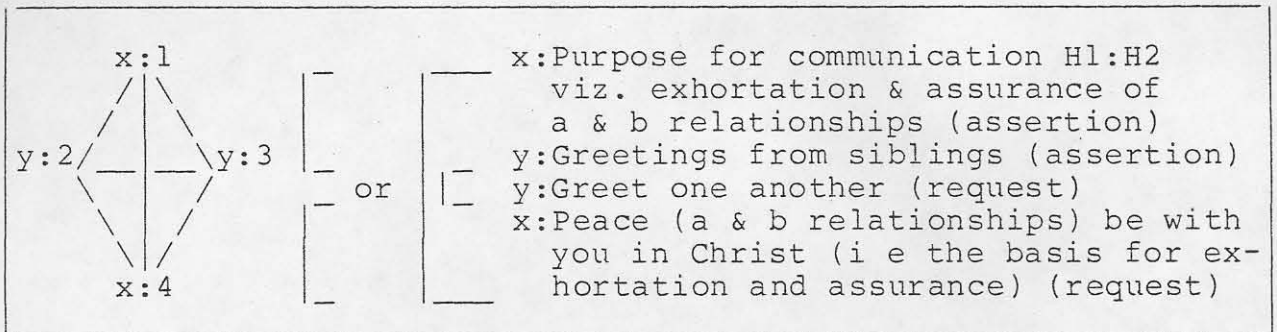 x:1
y:2 y:3
x:4
or
x:Purpose for communication H1:H2
viz. exhortation & assurance of
a & b relationships (assertion)
y:Greetings from siblings (assertion)
y:Greet one another (request)
x:Peace (a & b relationships) be with
you in Christ (i e the basis for ex-
hortation and assurance) (request)